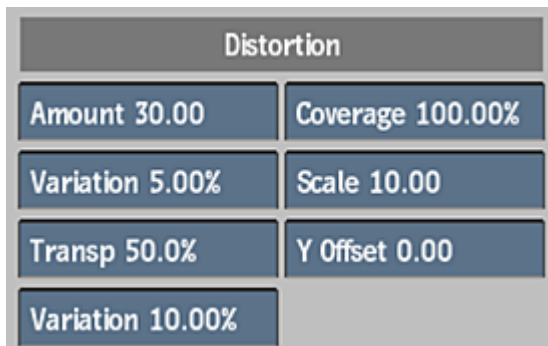 Distortion
Amount 30.00
Coverage 100.00%
Variation 5.00%
Scale 10.00
Transp 50.0%
Y Offset 0.00
Variation 10.00%